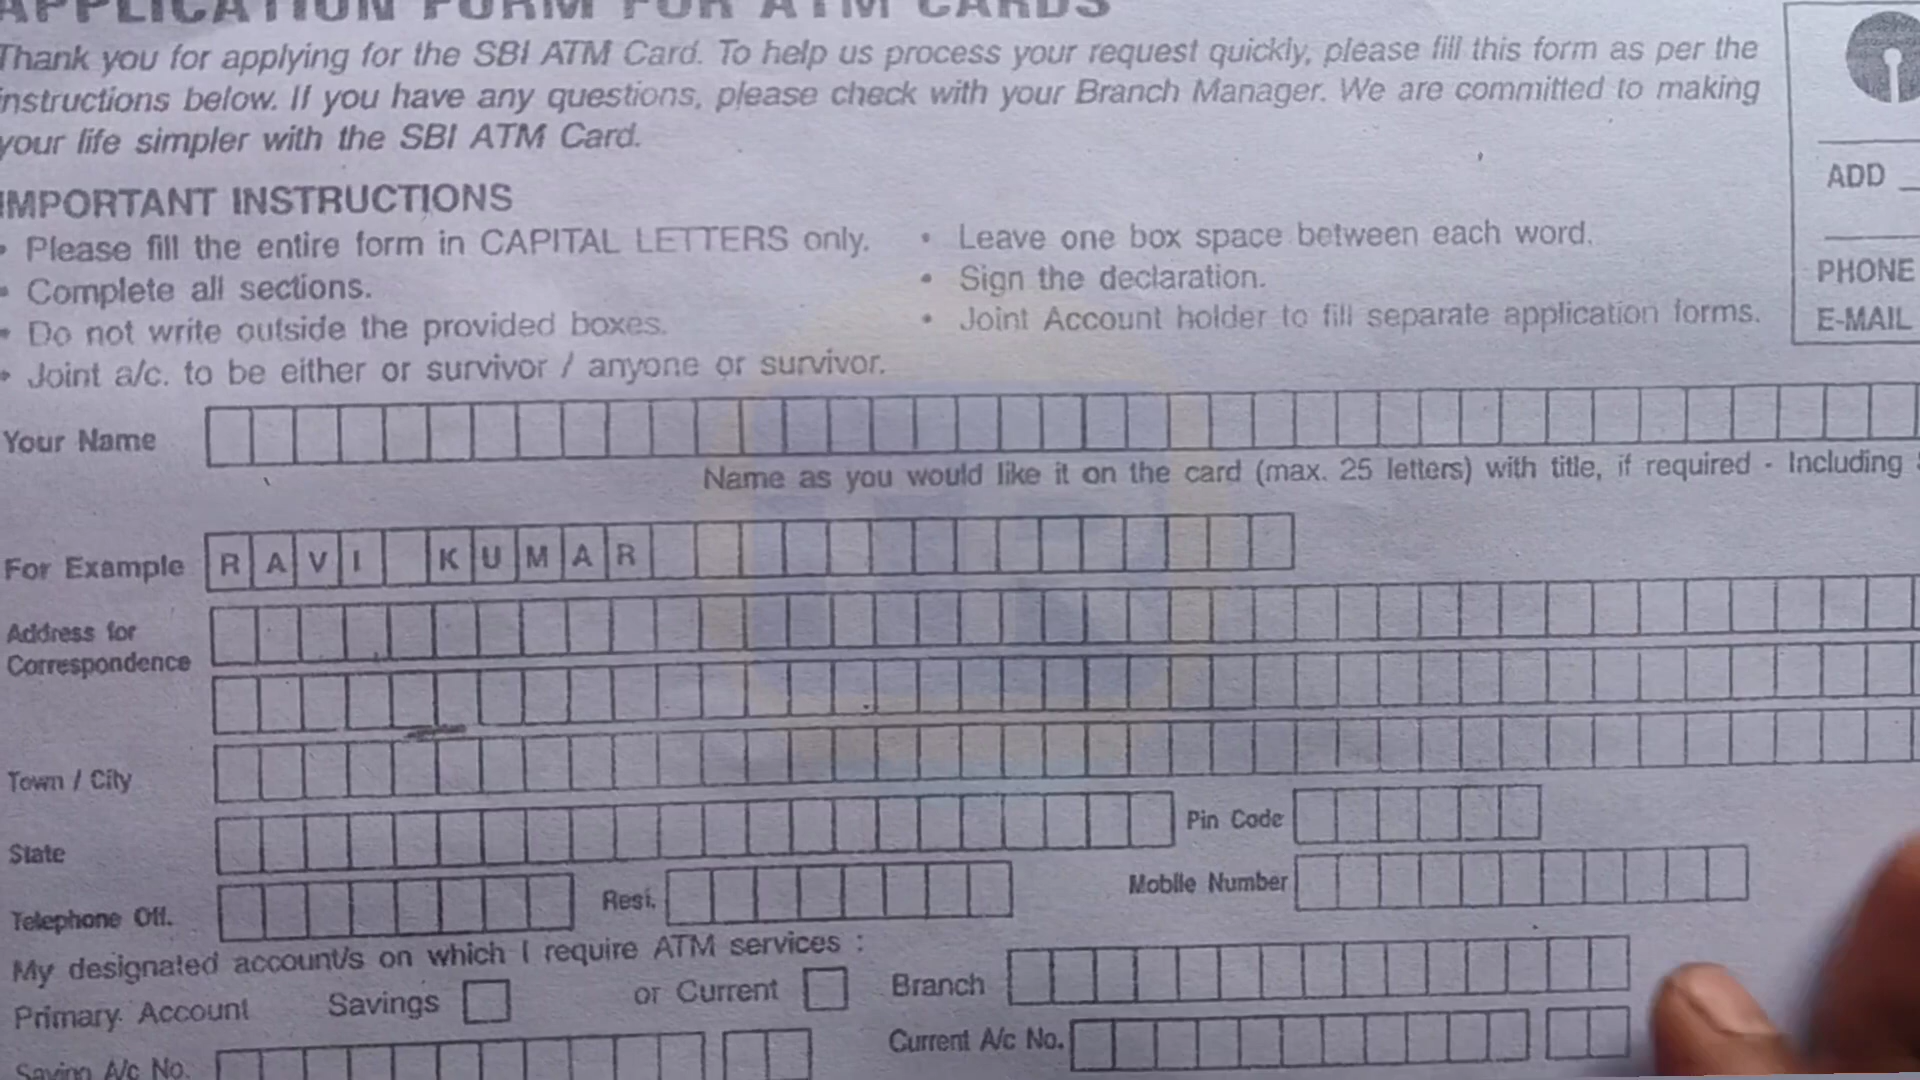 APPLICATION FORM FOR ATM CARDS
Thank you for applying for the SBI ATM Card. To help us process your request quickly, please fill this form as per the
instructions below. If you have any questions, please check with your Branch Manager. We are committed to making
your life simpler with the SBI ATM Card.
IMPORTANT INSTRUCTIONS
• Please fill the entire form in CAPITAL LETTERS only.
• Complete all sections.
• Do not write outside the provided boxes.
• Joint a/c. to be either or survivor / anyone or survivor.
• Leave one box space between each word.
• Sign the declaration.
• Joint Account holder to fill separate application forms.
ADD
PHONE
E-MAIL
Your Name
Name as you would like it on the card (max. 25 letters) with title, if required - Including
For Example RAVI KUMAR
Address for
Correspondence
Town / City
State
Pin Code
Telephone Off.
Resi.
Mobile Number
My designated account/s on which I require ATM services :
Primary Account Savings or Current Branch
Saving A/c No.
Current A/c No.